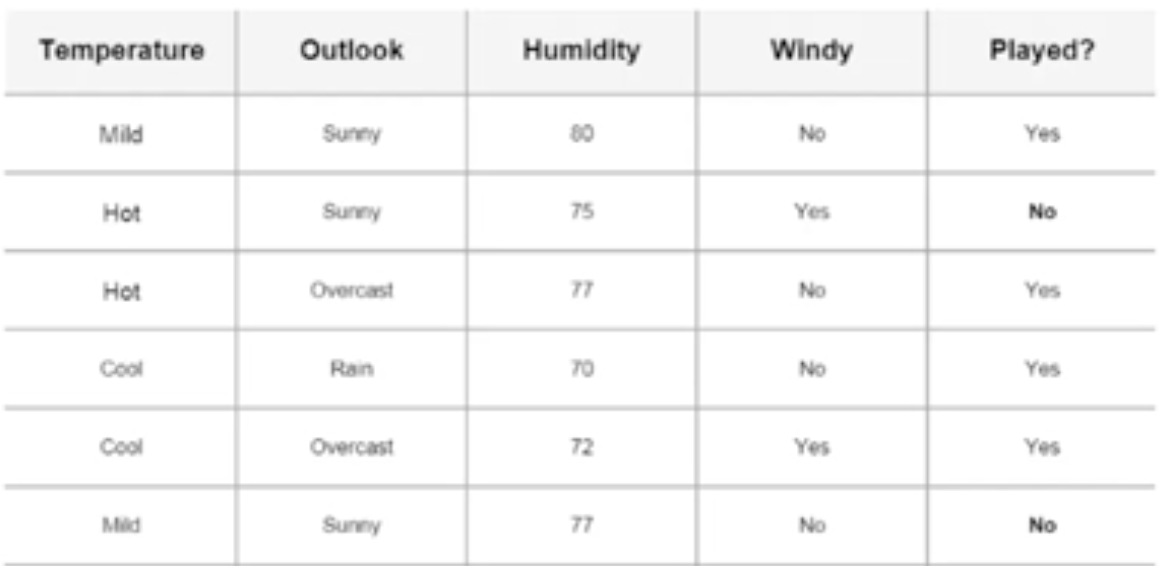 Temperature Outlook Humidity Windy Played?
Mild Sunny 80 No Yes
Hot Sunny 75 Yes No
Hot Overcast 77 No Yes
Cool Rain 70 No Yes
Cool Overcast 72 Yes Yes
Mild Sunny 77 No No